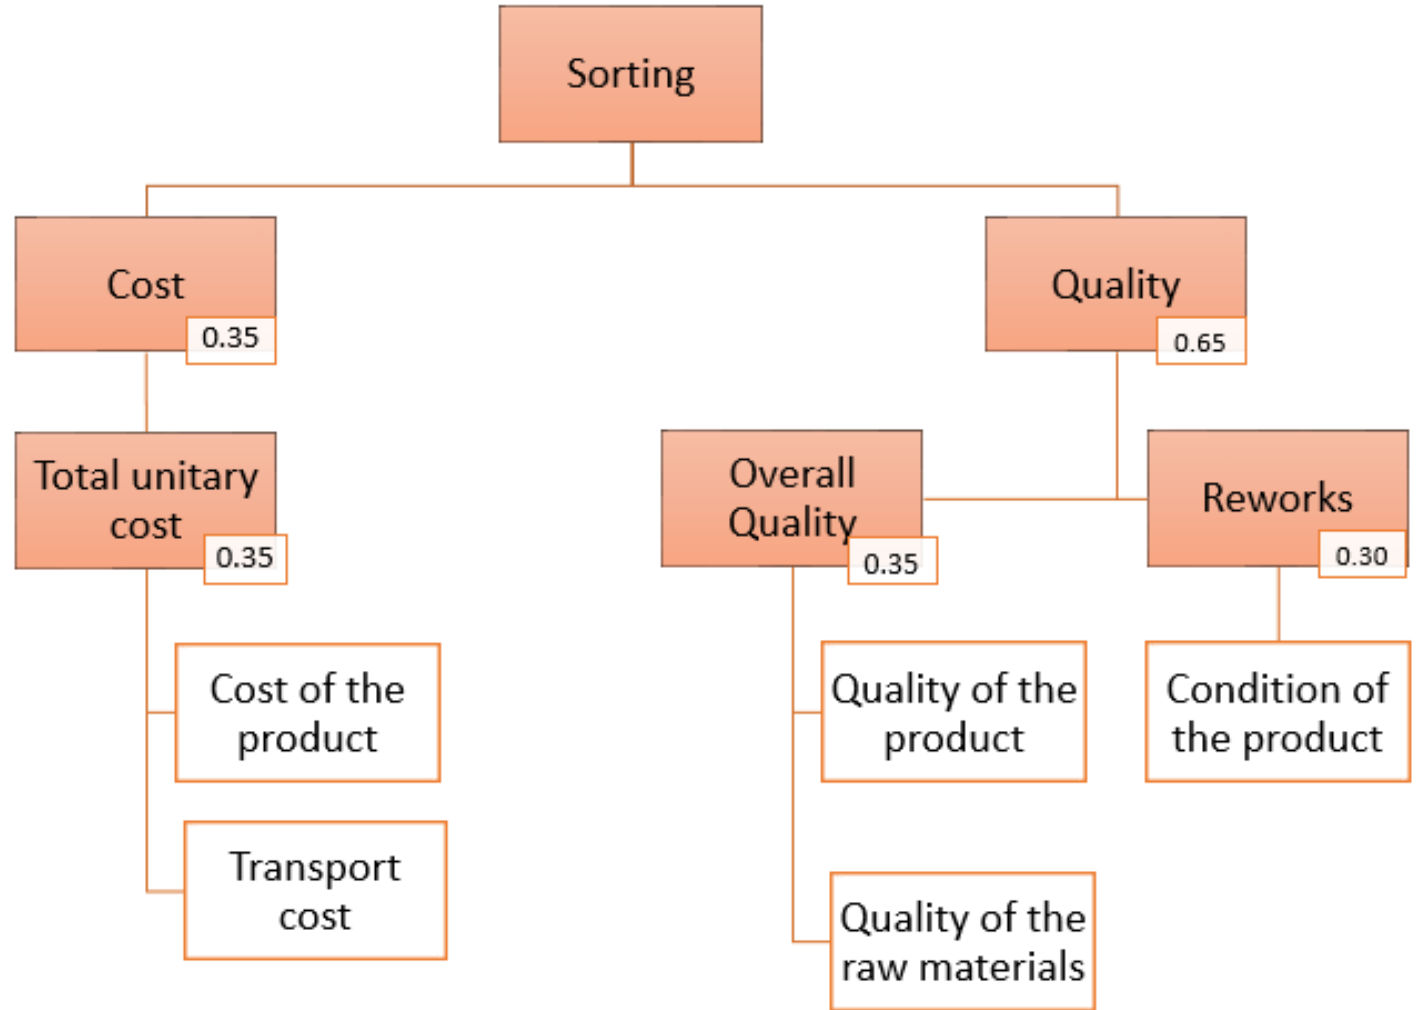 Sorting
Cost
0.35
Quality
0.65
Total unitary
cost
0.35
Overall
Quality
0.35
Reworks
0.30
Cost of the
product
Quality of the
product
Condition of
the product
Transport
cost
Quality of the
raw materials